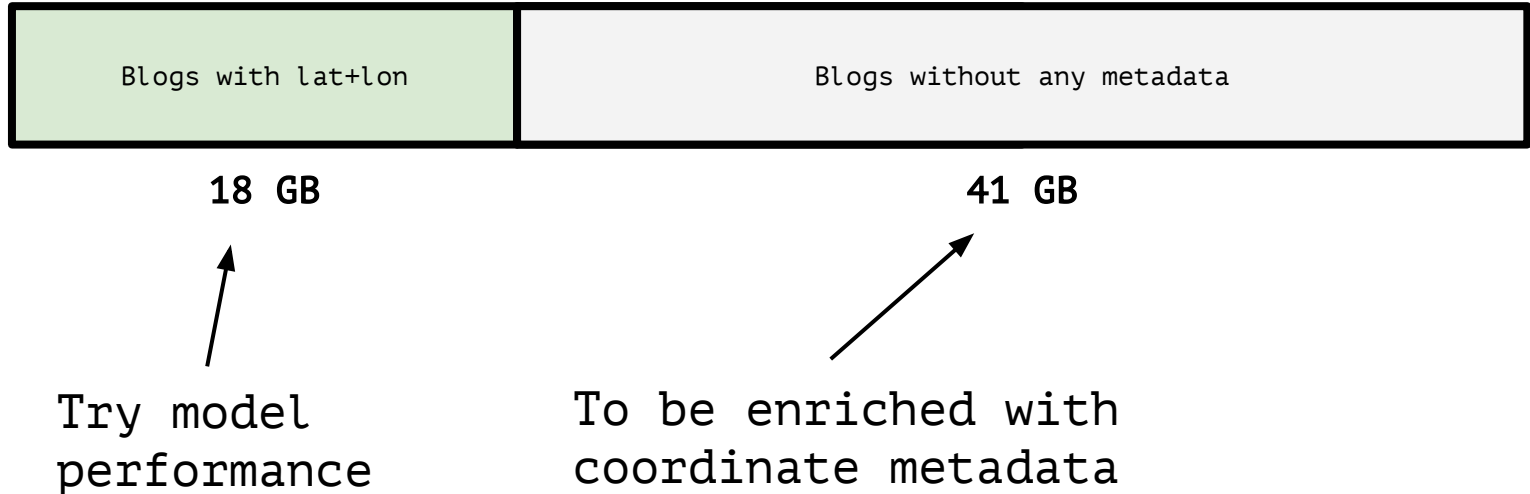 Blogs with lat+lon
Blogs without any metadata
18 GB
41 GB
Try model
performance
To be enriched with
coordinate metadata